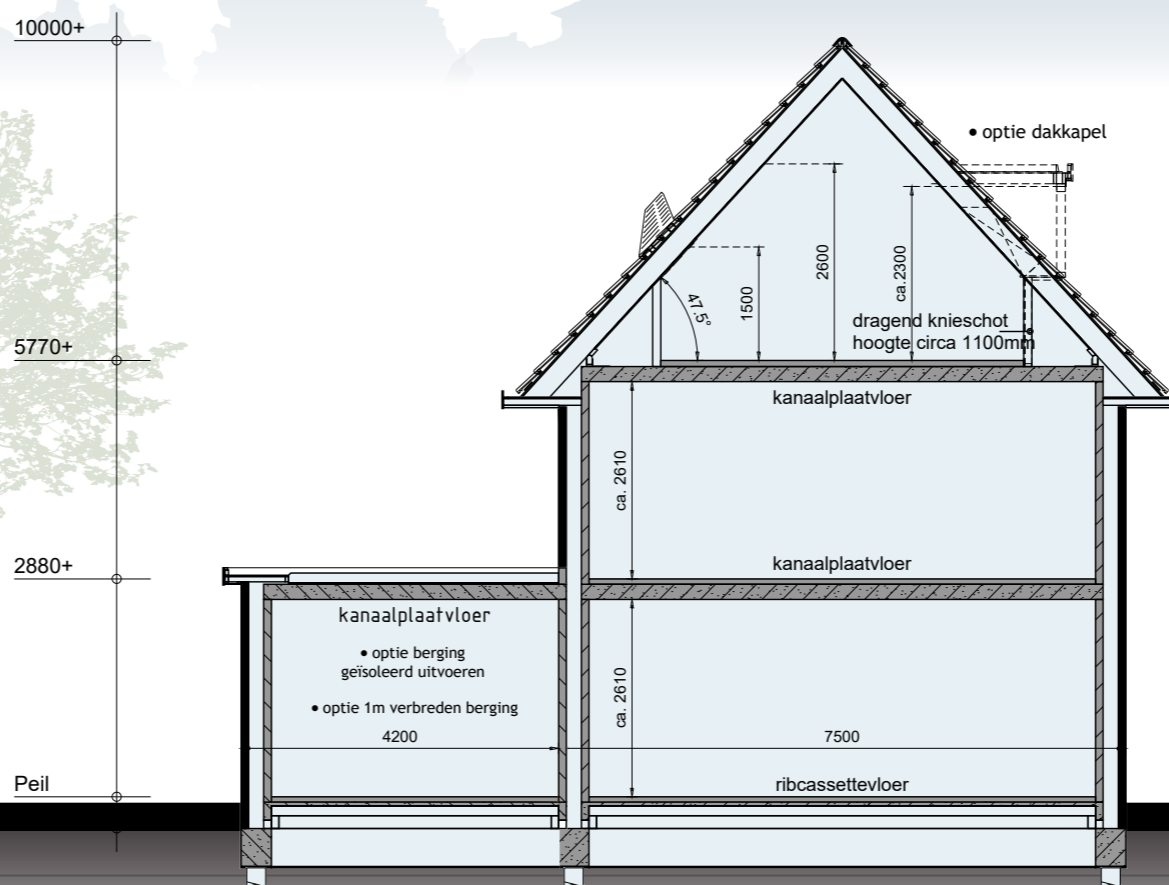 10000+
• optie dakkapel
2600
ca.2300
1500
47.5°
dragend knieschot
hoogte circa 1100mm
5770+
kanaalplaatvloer
ca. 2610
kanaalplaatvloer
2880+
kanaalplaatvloer
• optie berging
geïsoleerd uitvoeren
• optie 1m verbreden berging
ca. 2610
4200
7500
Peil
ribcassettevloer